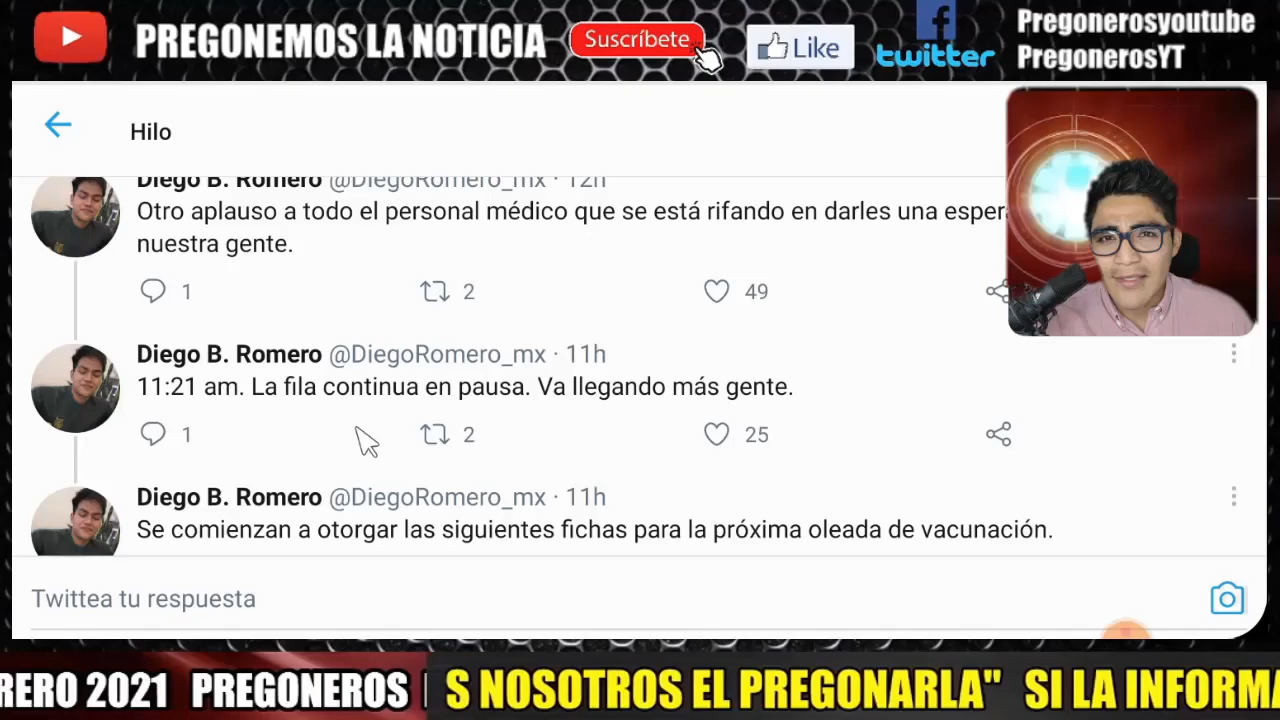 PREGONEMOS LA NOTICIA
Suscríbete
Like
twitter
Pregonerosyoutube
PregonerosYT
Hilo
Diego B. Romero @DiegoRomero_mx · 12h
Otro aplauso a todo el personal médico que se está rifando en darles una
nuestra gente.
1 2 49
Diego B. Romero @DiegoRomero_mx · 11h
11:21 am. La fila continua en pausa. Va llegando más gente.
1 2 25
Diego B. Romero @DiegoRomero_mx · 11h
Se comienzan a otorgar las siguientes fichas para la próxima oleada de vacunación.
Twittea tu respuesta
RERO 2021 PREGONEROS
S NOSOTROS EL PREGONARLA" SI LA INFORMA